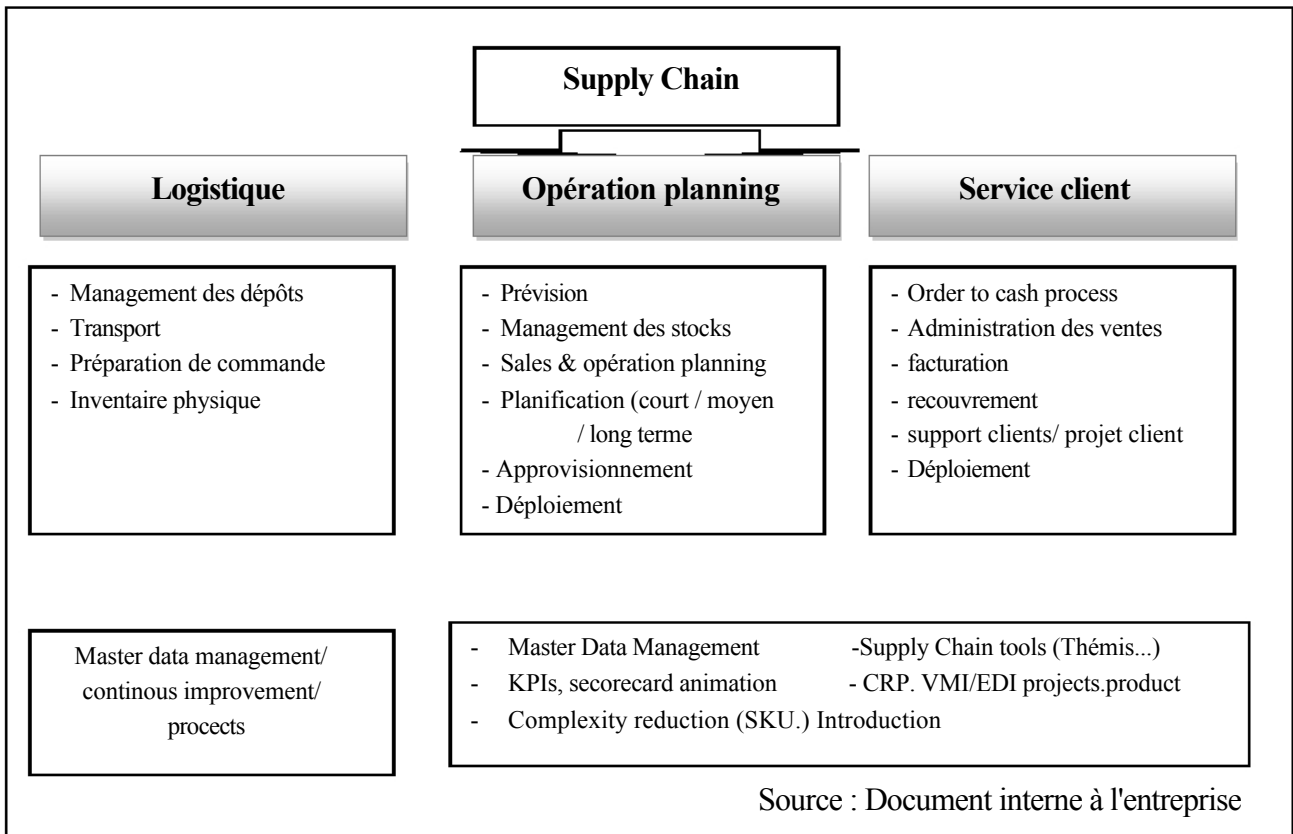 Supply Chain
Logistique
Opération planning
Service client
- Management des dépôts
- Transport
- Préparation de commande
- Inventaire physique
- Prévision
- Management des stocks
- Sales & opération planning
- Planification (court / moyen
/ long terme
- Approvisionnement
- Déploiement
- Order to cash process
- Administration des ventes
- facturation
- recouvrement
- support clients/ projet client
- Déploiement
Master data management/
continous improvement/
procects
- Master Data Management -Supply Chain tools (Thémis...)
- KPIs, secorecard animation - CRP. VMI/EDI projects.product
- Complexity reduction (SKU.) Introduction
Source : Document interne à l'entreprise